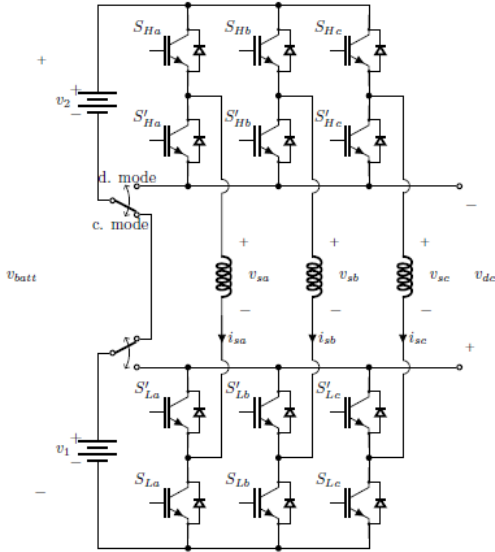 S_Ha S_Hb S_Hc
+
+
v_2
−
S'_Ha S'_Hb S'_Hc
d. mode
−
c. mode
+ + +
v_batt v_sa v_sb v_sc v_dc
− − −
i_sa i_sb i_sc
+
S'_La S'_Lb S'_Lc
+
v_1
−
S_La S_Lb S_Lc
−